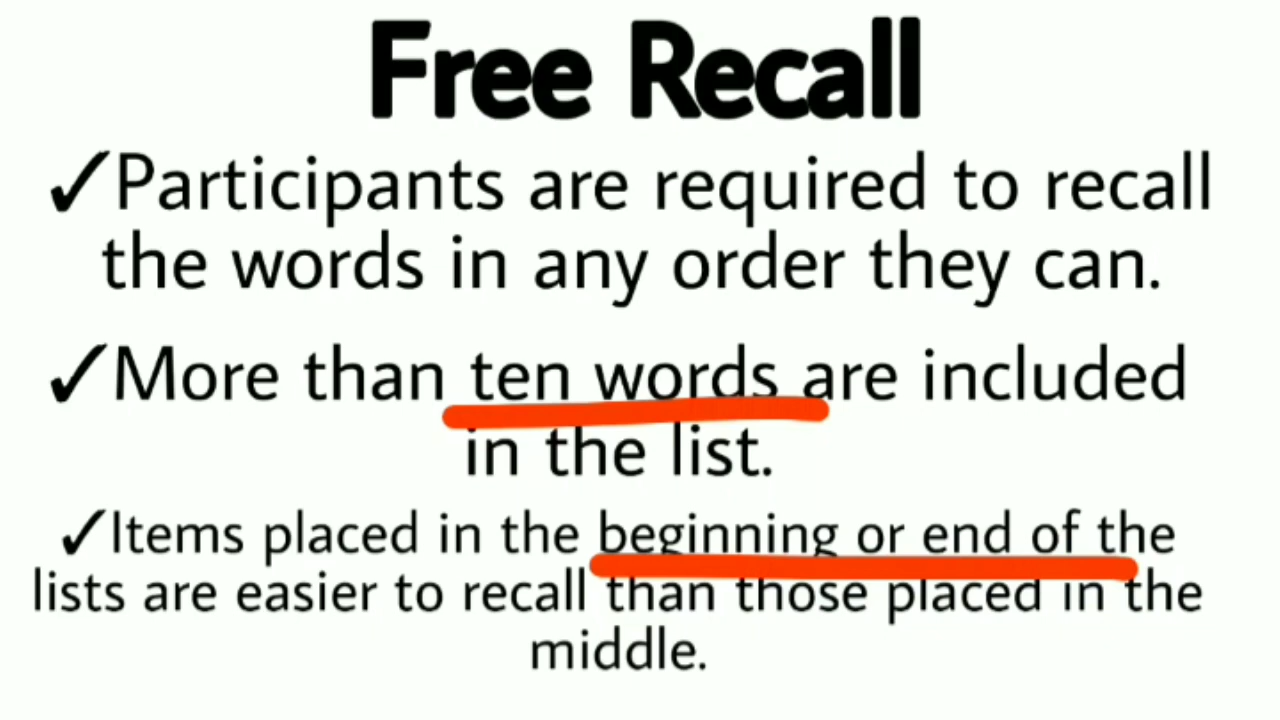 Free Recall
✓Participants are required to recall
the words in any order they can.
✓More than ten words are included
in the list.
✓Items placed in the beginning or end of the
lists are easier to recall than those placed in the
middle.